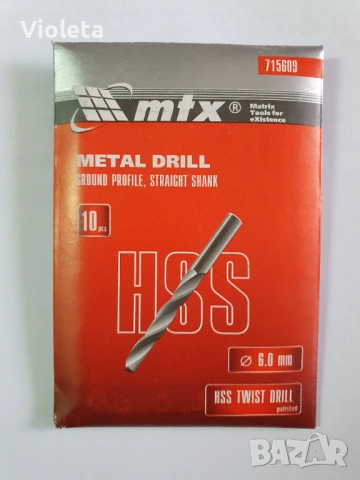 Violeta
715609
mtx®
Matrix
Tools for
eXistence
METAL DRILL
GROUND PROFILE, STRAIGHT SHANK
10 pcs
HSS
Ø 6.0 mm
HSS TWIST DRILL
polished
BAZAR